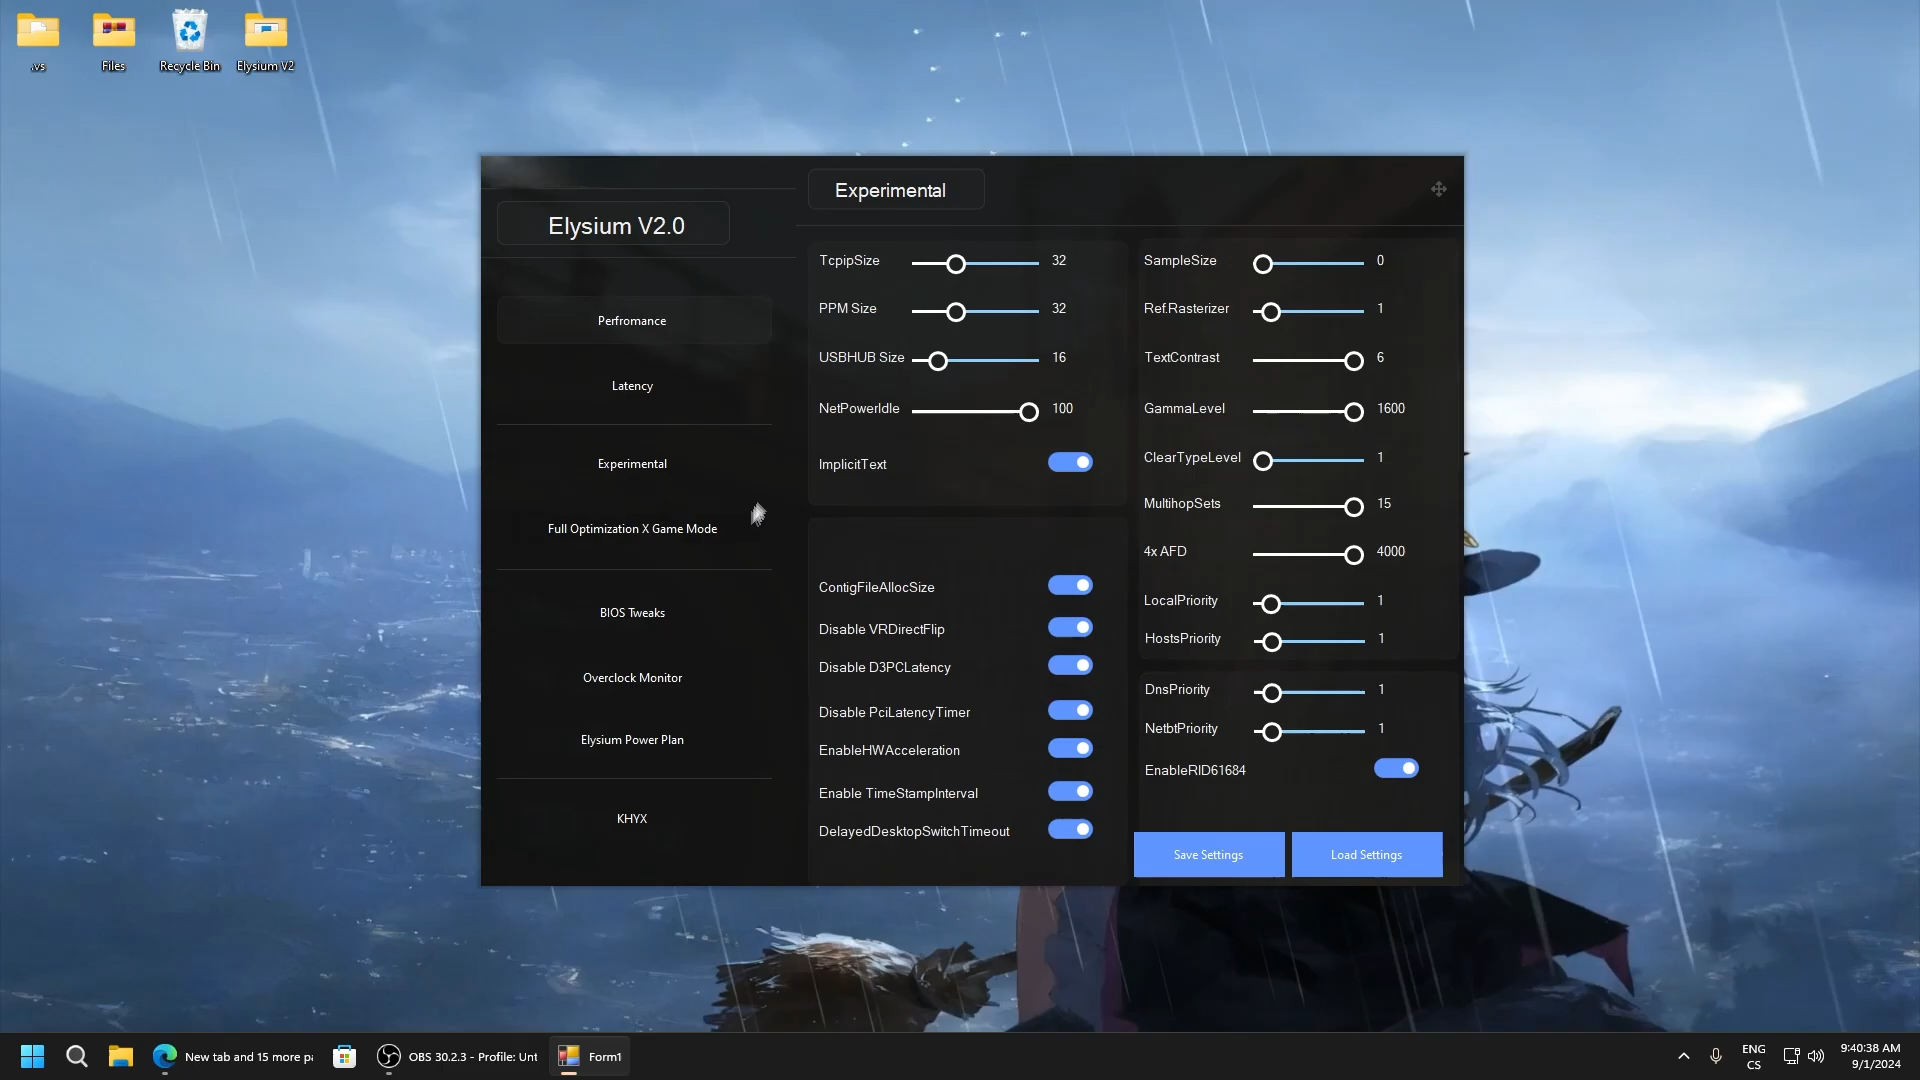 .vs
Files
Recycle Bin
Elysium V2
Elysium V2.0
Perfromance
Latency
Experimental
Full Optimization X Game Mode
BIOS Tweaks
Overclock Monitor
Elysium Power Plan
KHYX
Experimental
TcpipSize 32
PPM Size 32
USBHUB Size 16
NetPowerIdle 100
ImplicitText
ContigFileAllocSize
Disable VRDirectFlip
Disable D3PCLatency
Disable PciLatencyTimer
EnableHWAcceleration
Enable TimeStampInterval
DelayedDesktopSwitchTimeout
SampleSize 0
Ref.Rasterizer 1
TextContrast 6
GammaLevel 1600
ClearTypeLevel 1
MultihopSets 15
4x AFD 4000
LocalPriority 1
HostsPriority 1
DnsPriority 1
NetbtPriority 1
EnableRID61684
Save Settings
Load Settings
New tab and 15 more pa
OBS 30.2.3 - Profile: Unt
Form1
ENG
CS
9:40:38 AM
9/1/2024